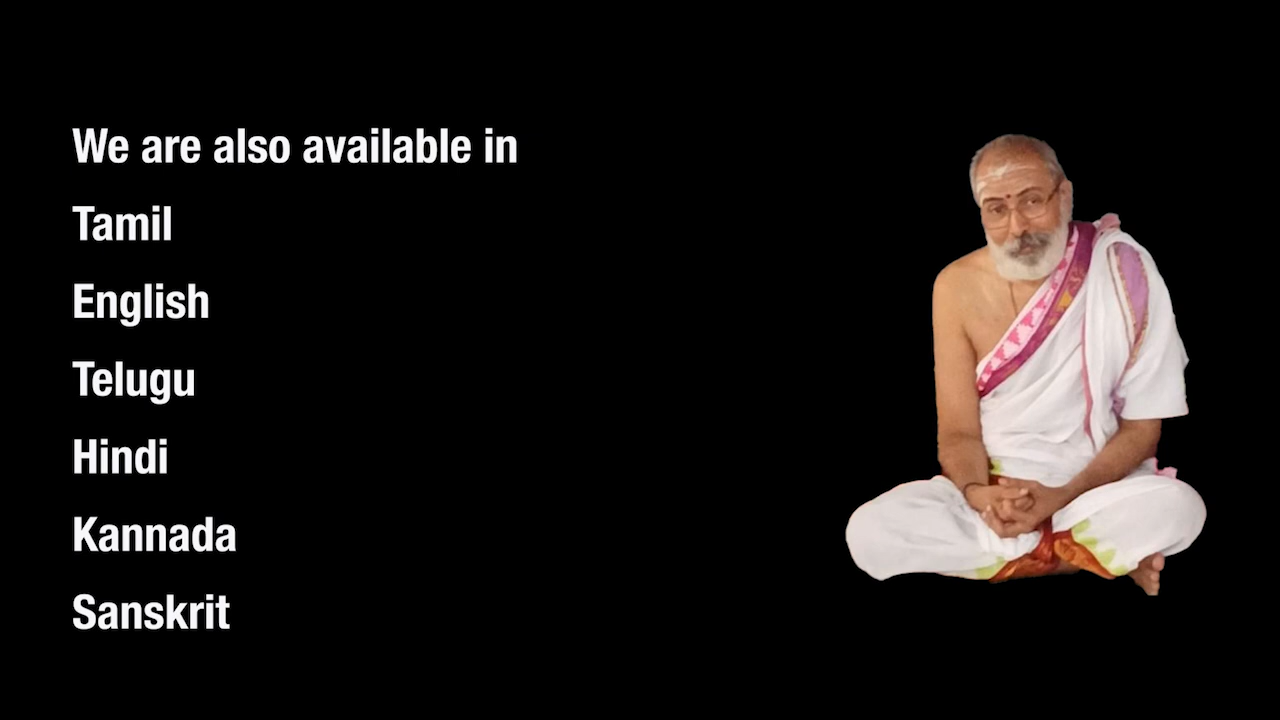 We are also available in
Tamil
English
Telugu
Hindi
Kannada
Sanskrit